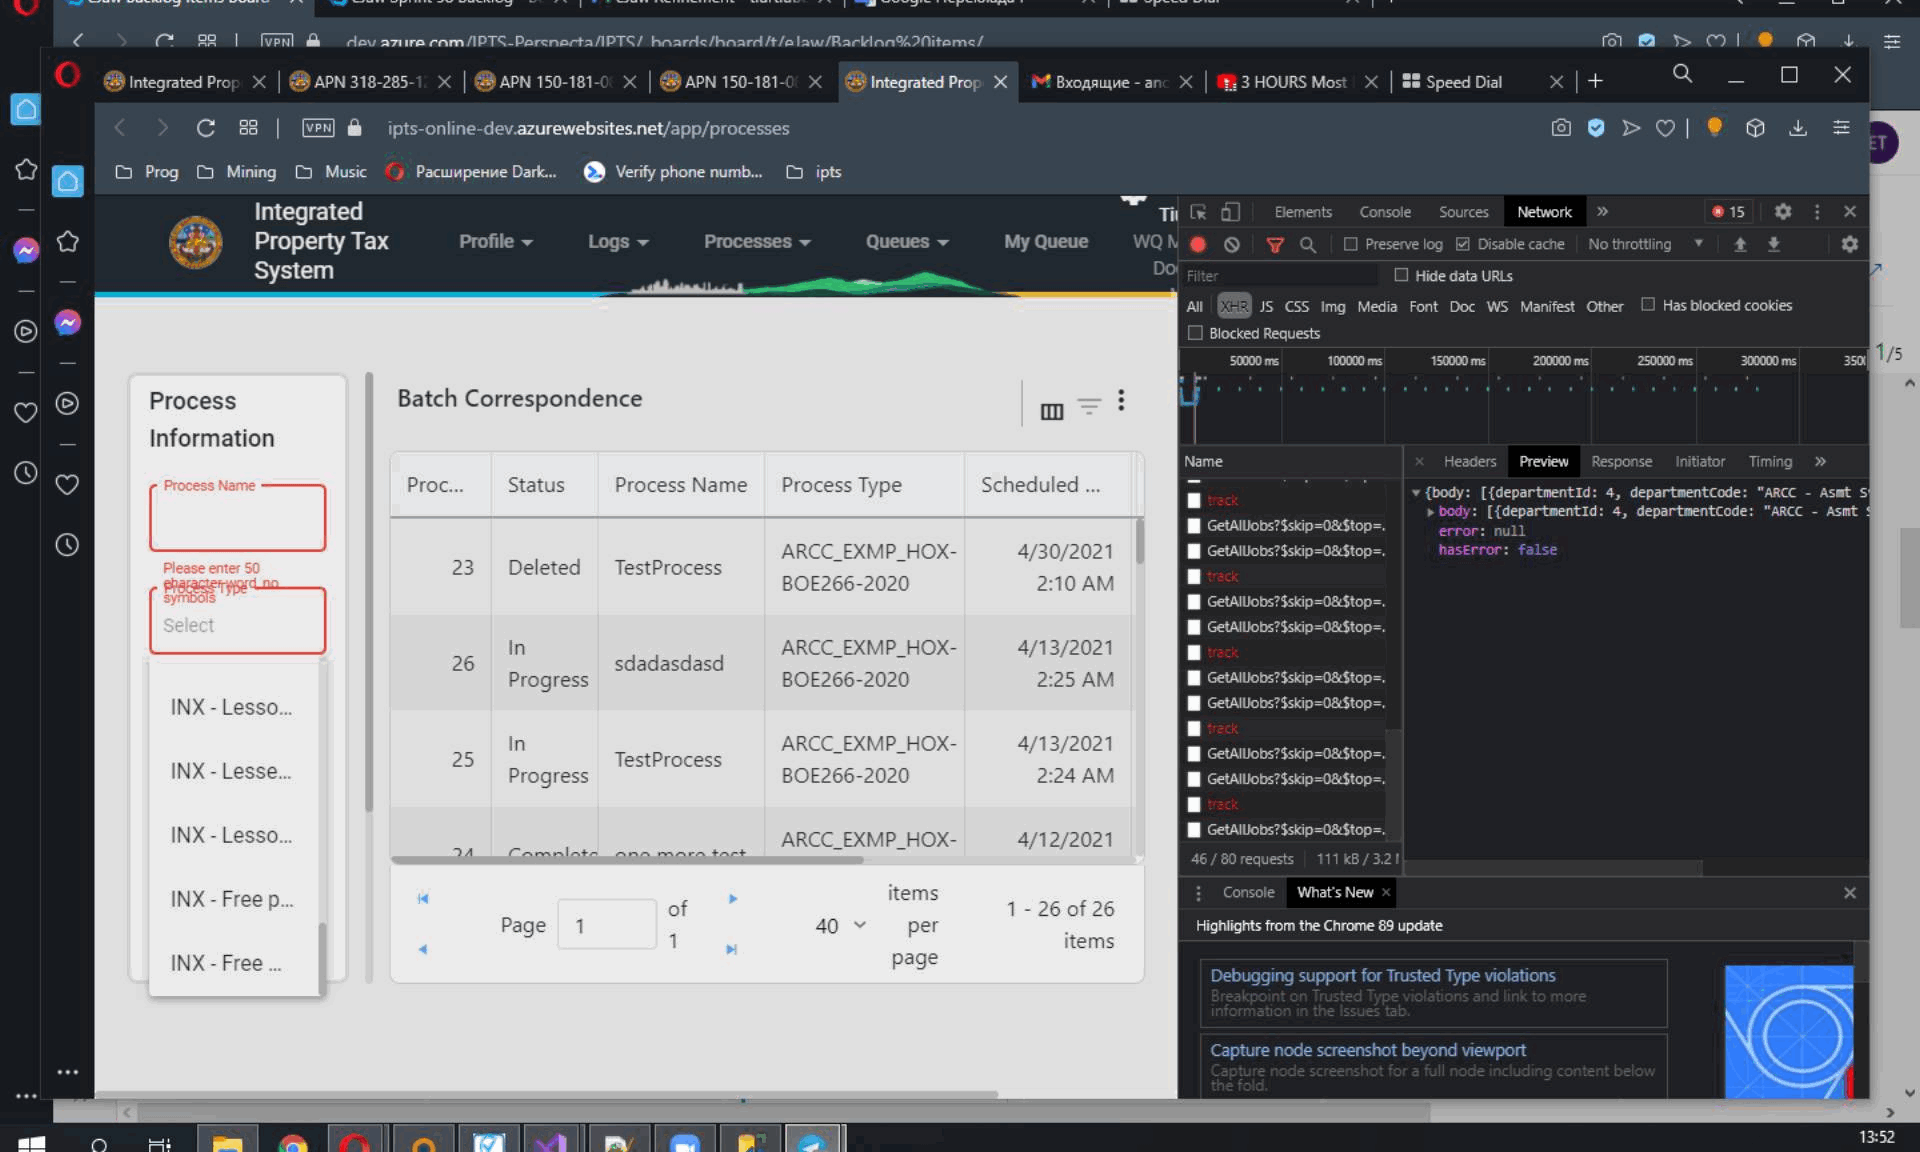 dev.azure.com/IPTS-Perspecta/IPTS/_boards/board/t/eJaw/Backlog%20items/
Integrated Prop
APN 318-285-12
APN 150-181-0
APN 150-181-0
Integrated Prop
Входящие - anc
3 HOURS Most
Speed Dial
VPN
ipts-online-dev.azurewebsites.net/app/processes
ET
Prog
Mining
Music
Расширение Dark...
Verify phone numb...
ipts
Integrated
Property Tax
System
Profile
Logs
Processes
Queues
My Queue
WQ M
Do
Elements
Console
Sources
Network
15
Preserve log
Disable cache
No throttling
Filter
Hide data URLs
All
XHR
JS
CSS
Img
Media
Font
Doc
WS
Manifest
Other
Has blocked cookies
Blocked Requests
50000 ms
100000 ms
150000 ms
200000 ms
250000 ms
300000 ms
350(
1/5
Process
Information
Process Name
Please enter 50
character word, no
symbols
Process Type
Select
INX - Lesso...
INX - Lesse...
INX - Lesso...
INX - Free p...
INX - Free ...
Batch Correspondence
Proc...
Status
Process Name
Process Type
Scheduled ...
23
Deleted
TestProcess
ARCC_EXMP_HOX-
BOE266-2020
4/30/2021
2:10 AM
26
In
Progress
sdadasdasd
ARCC_EXMP_HOX-
BOE266-2020
4/13/2021
2:25 AM
25
In
Progress
TestProcess
ARCC_EXMP_HOX-
BOE266-2020
4/13/2021
2:24 AM
24
Complete
one more test
ARCC_EXMP_HOX-
4/12/2021
Page
1
of
1
40
items
per
page
1 - 26 of 26
items
Name
track
GetAllJobs?$skip=0&$top=.
GetAllJobs?$skip=0&$top=.
track
GetAllJobs?$skip=0&$top=.
GetAllJobs?$skip=0&$top=.
track
GetAllJobs?$skip=0&$top=.
GetAllJobs?$skip=0&$top=.
track
GetAllJobs?$skip=0&$top=.
GetAllJobs?$skip=0&$top=.
track
GetAllJobs?$skip=0&$top=.
46 / 80 requests
111 kB / 3.2
Headers
Preview
Response
Initiator
Timing
{body: [{departmentId: 4, departmentCode: "ARCC - Asmt S
body: [{departmentId: 4, departmentCode: "ARCC - Asmt S
error: null
hasError: false
Console
What's New
Highlights from the Chrome 89 update
Debugging support for Trusted Type violations
Breakpoint on Trusted Type violations and link to more
information in the Issues tab.
Capture node screenshot beyond viewport
Capture node screenshot for a full node including content below
the fold.
13:52